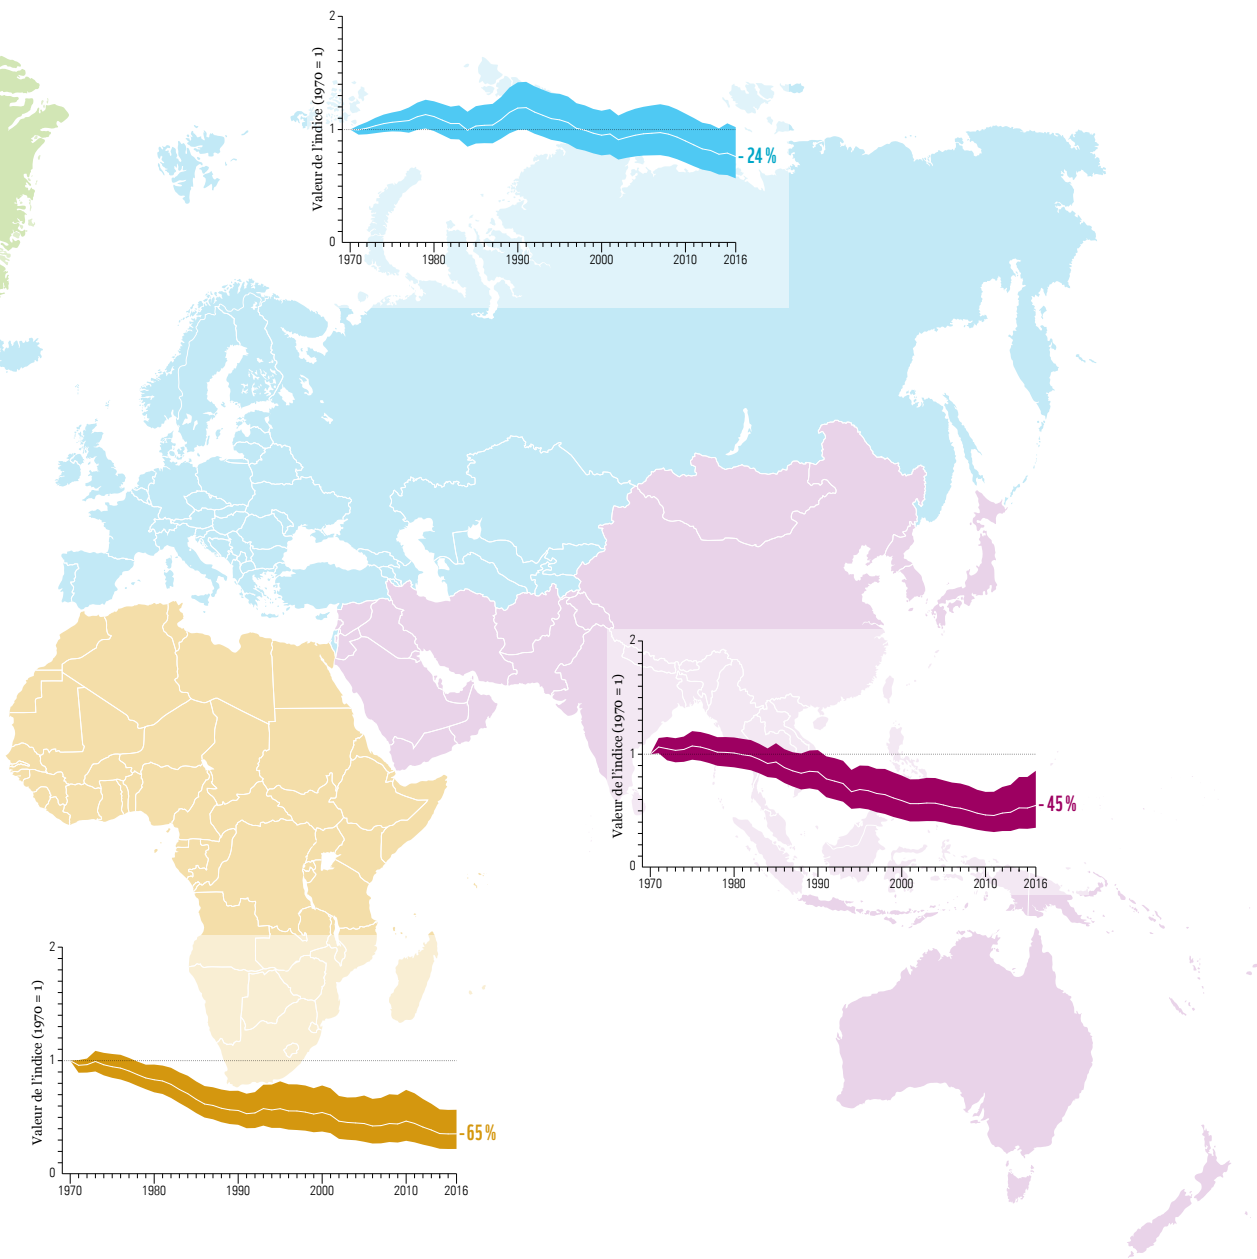 Valeur de l'indice (1970 = 1)
2
1
0
1970 1980 1990 2000 2010 2016
- 24 %
Valeur de l'indice (1970 = 1)
2
1
0
1970 1980 1990 2000 2010 2016
- 45 %
Valeur de l'indice (1970 = 1)
2
1
0
1970 1980 1990 2000 2010 2016
- 65 %